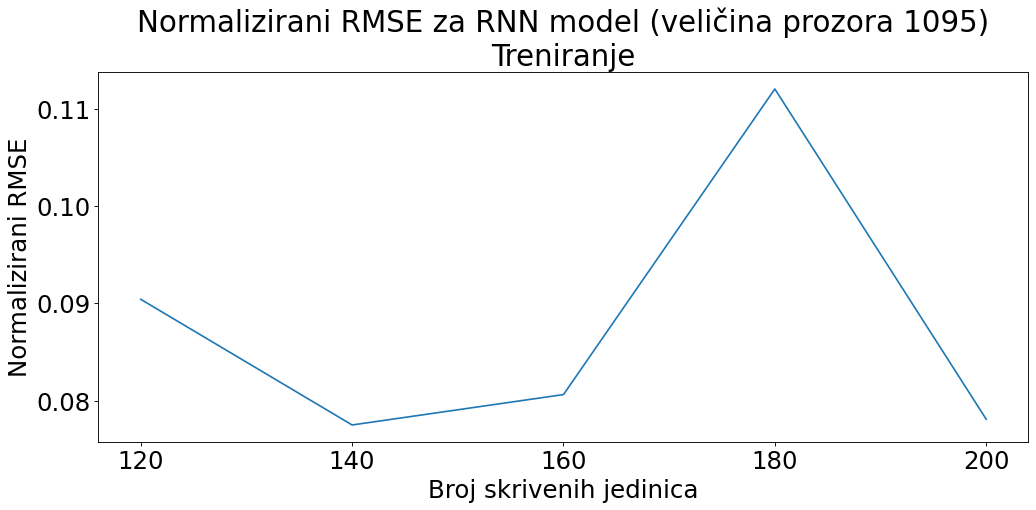 Normalizirani RMSE za RNN model (veličina prozora 1095)
Treniranje
Normalizirani RMSE
0.11
0.10
0.09
0.08
120 140 160 180 200
Broj skrivenih jedinica